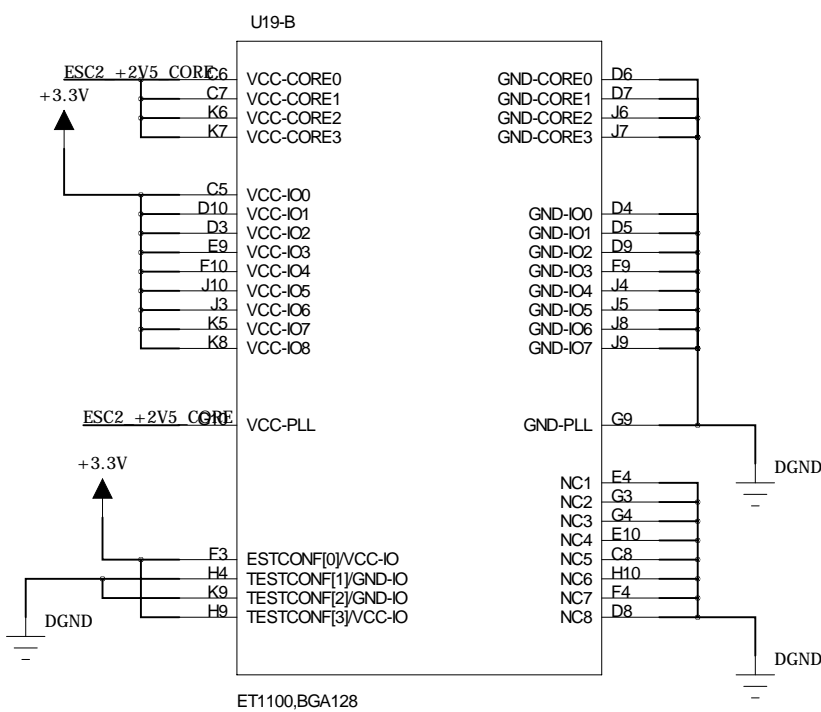 U19-B
ESC2_+2V5_CORE C6 VCC-CORE0 GND-CORE0 D6
+3.3V C7 VCC-CORE1 GND-CORE1 D7
K6 VCC-CORE2 GND-CORE2 J6
K7 VCC-CORE3 GND-CORE3 J7
C5 VCC-IO0
D10 VCC-IO1 GND-IO0 D4
D3 VCC-IO2 GND-IO1 D5
E9 VCC-IO3 GND-IO2 D9
F10 VCC-IO4 GND-IO3 F9
J10 VCC-IO5 GND-IO4 J4
J3 VCC-IO6 GND-IO5 J5
K5 VCC-IO7 GND-IO6 J8
K8 VCC-IO8 GND-IO7 J9
ESC2_+2V5_CORE G10 VCC-PLL GND-PLL G9
+3.3V
DGND
NC1 E4
NC2 G3
NC3 G4
NC4 E10
F3 ESTCONF[0]/VCC-IO NC5 C8
H4 TESTCONF[1]/GND-IO NC6 H10
K9 TESTCONF[2]/GND-IO NC7 F4
H9 TESTCONF[3]/VCC-IO NC8 D8
DGND
DGND
ET1100,BGA128